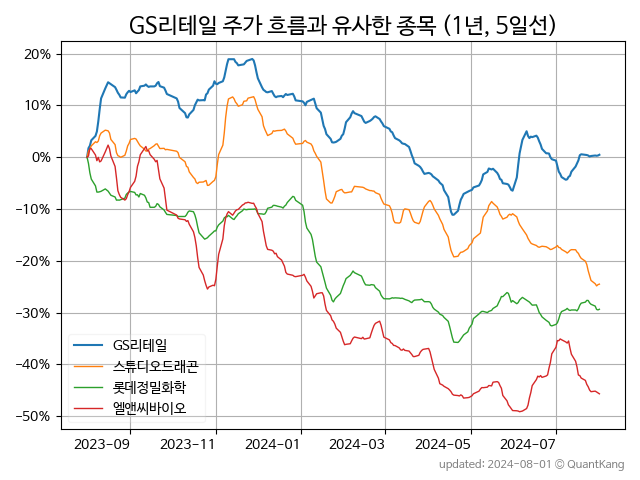 GS리테일 주가 흐름과 유사한 종목 (1년, 5일선)
20%
10%
0%
−10%
−20%
−30%
−40%
−50%
GS리테일
스튜디오드래곤
롯데정밀화학
엘앤씨바이오
2023-09 2023-11 2024-01 2024-03 2024-05 2024-07
updated: 2024-08-01 © QuantKang